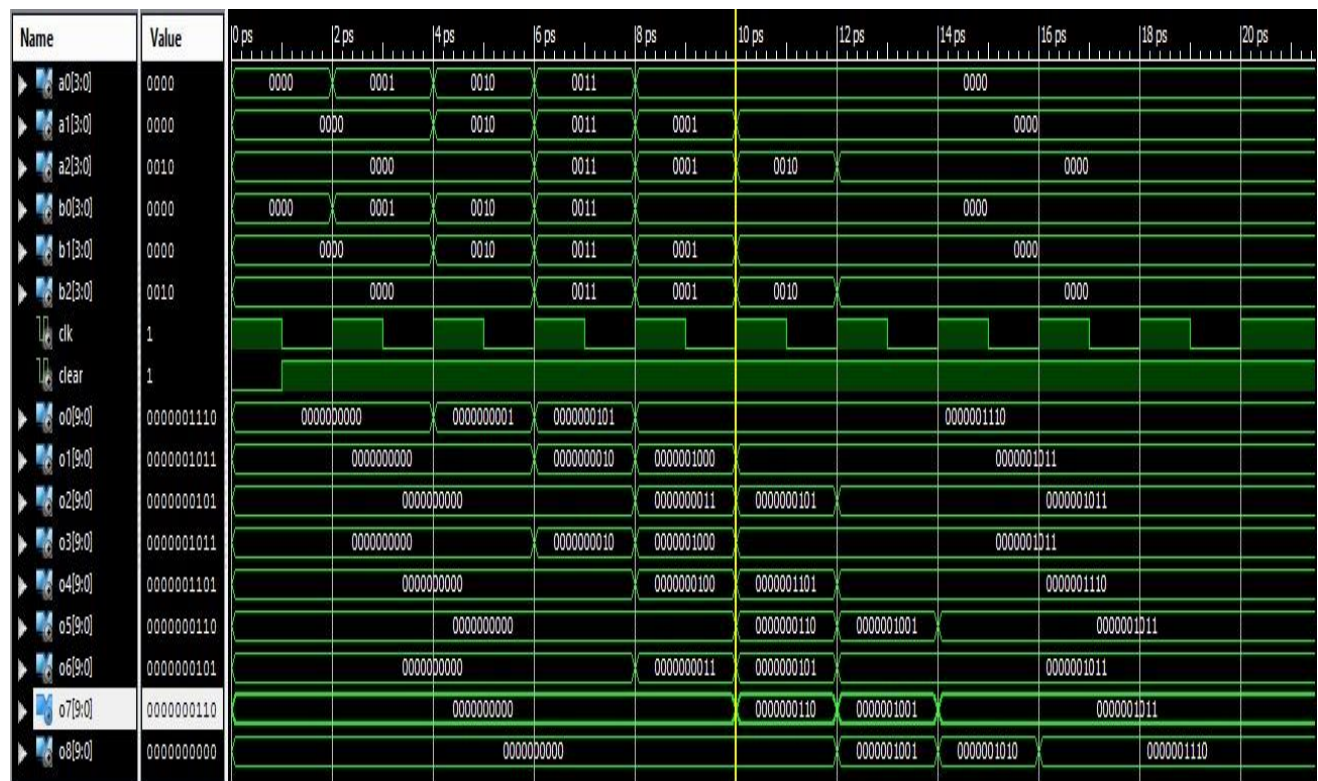 Name Value 0 ps 2 ps 4 ps 6 ps 8 ps 10 ps 12 ps 14 ps 16 ps 18 ps 20 ps
a0[3:0] 0000 0000 0001 0010 0011 0000
a1[3:0] 0000 0000 0010 0011 0001 0000
a2[3:0] 0010 0000 0011 0001 0010 0000
b0[3:0] 0000 0000 0001 0010 0011 0000
b1[3:0] 0000 0000 0010 0011 0001 0000
b2[3:0] 0010 0000 0011 0001 0010 0000
clk 1
clear 1
o0[9:0] 0000001110 0000000000 0000000001 0000000101 0000001110
o1[9:0] 0000001011 0000000000 0000000010 0000001000 0000001011
o2[9:0] 0000000101 0000000000 0000000011 0000000101 0000001011
o3[9:0] 0000001011 0000000000 0000000010 0000001000 0000001011
o4[9:0] 0000001101 0000000000 0000000100 0000001101 0000001110
o5[9:0] 0000000110 0000000000 0000000110 0000001001 0000001011
o6[9:0] 0000000101 0000000000 0000000011 0000000101 0000001011
o7[9:0] 0000000110 0000000000 0000000110 0000001001 0000001011
o8[9:0] 0000000000 0000000000 0000001001 0000001010 0000001110